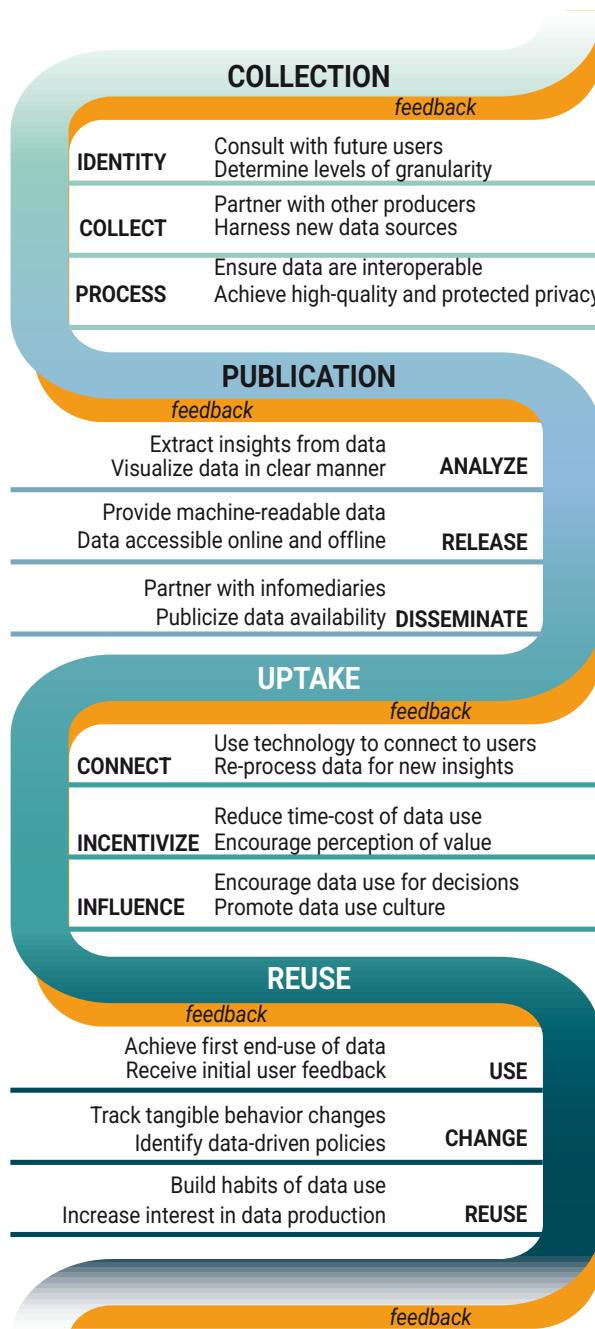 COLLECTION
feedback
IDENTITY
Consult with future users
Determine levels of granularity
COLLECT
Partner with other producers
Harness new data sources
PROCESS
Ensure data are interoperable
Achieve high-quality and protected privacy
PUBLICATION
feedback
Extract insights from data
Visualize data in clear manner
ANALYZE
Provide machine-readable data
Data accessible online and offline
RELEASE
Partner with infomediaries
Publicize data availability
DISSEMINATE
UPTAKE
feedback
CONNECT
Use technology to connect to users
Re-process data for new insights
INCENTIVIZE
Reduce time-cost of data use
Encourage perception of value
INFLUENCE
Encourage data use for decisions
Promote data use culture
REUSE
feedback
Achieve first end-use of data
Receive initial user feedback
USE
Track tangible behavior changes
Identify data-driven policies
CHANGE
Build habits of data use
Increase interest in data production
REUSE
feedback